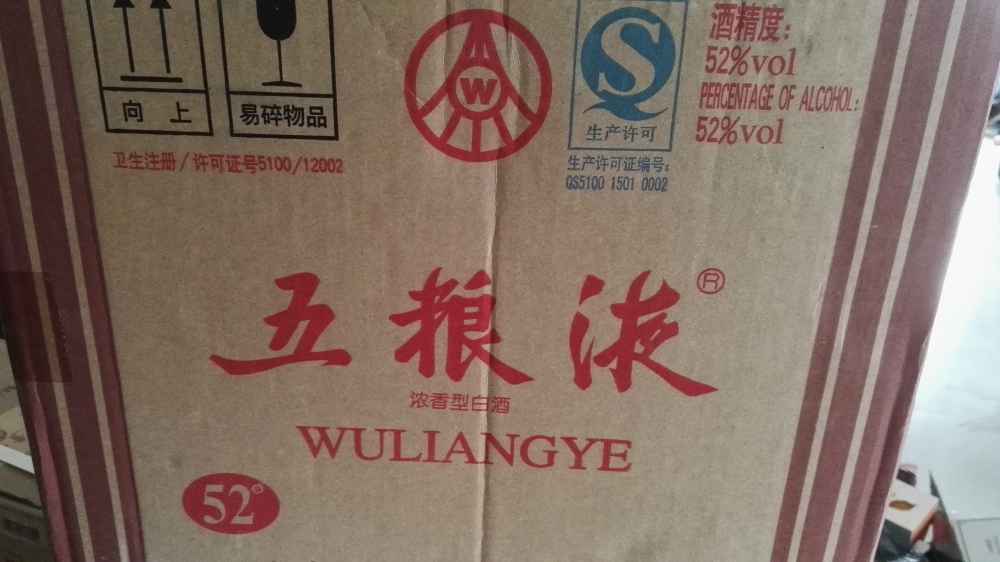 向 上
易碎物品
卫生注册/许可证号5100/12002
W
生产许可
生产许可证编号:
QS5100 1501 0002
酒精度:
52%vol
PERCENTAGE OF ALCOHOL:
52%vol
五粮液®
浓香型白酒
WULIANGYE
52°